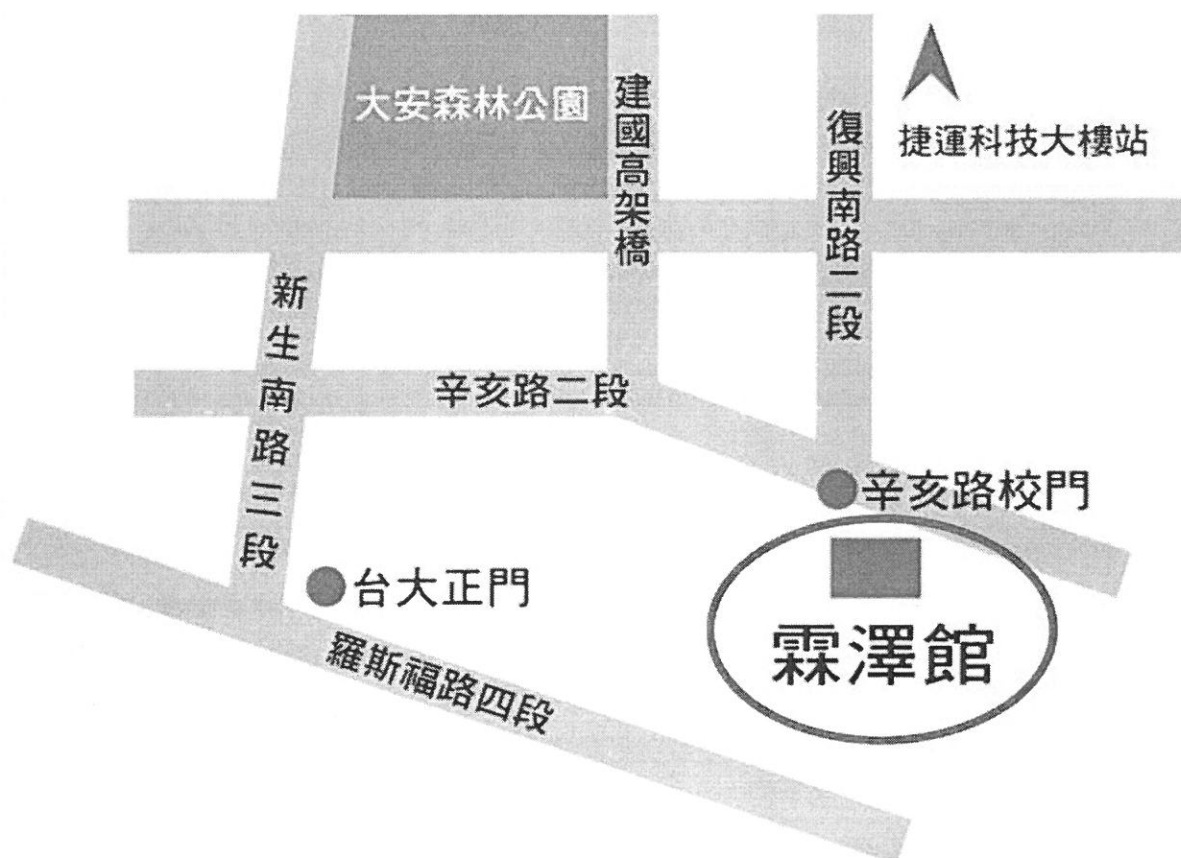 大安森林公園
建國高架橋
復興南路二段
捷運科技大樓站
新生南路三段
辛亥路二段
辛亥路校門
台大正門
霖澤館
羅斯福路四段